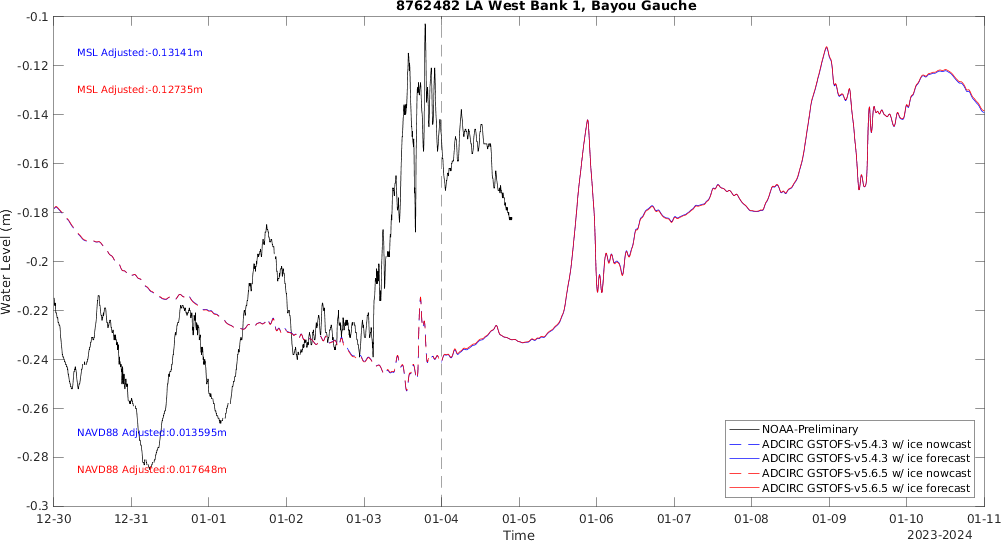 8762482 LA West Bank 1, Bayou Gauche
-0.1
-0.12
-0.14
-0.16
-0.18
-0.2
-0.22
-0.24
-0.26
-0.28
-0.3
Water Level (m)
MSL Adjusted:-0.13141m
MSL Adjusted:-0.12735m
NAVD88 Adjusted:0.013595m
NAVD88 Adjusted:0.017648m
NOAA-Preliminary
ADCIRC GSTOFS-v5.4.3 w/ ice nowcast
ADCIRC GSTOFS-v5.4.3 w/ ice forecast
ADCIRC GSTOFS-v5.6.5 w/ ice nowcast
ADCIRC GSTOFS-v5.6.5 w/ ice forecast
12-30 12-31 01-01 01-02 01-03 01-04 01-05 01-06 01-07 01-08 01-09 01-10 01-11
Time
2023-2024